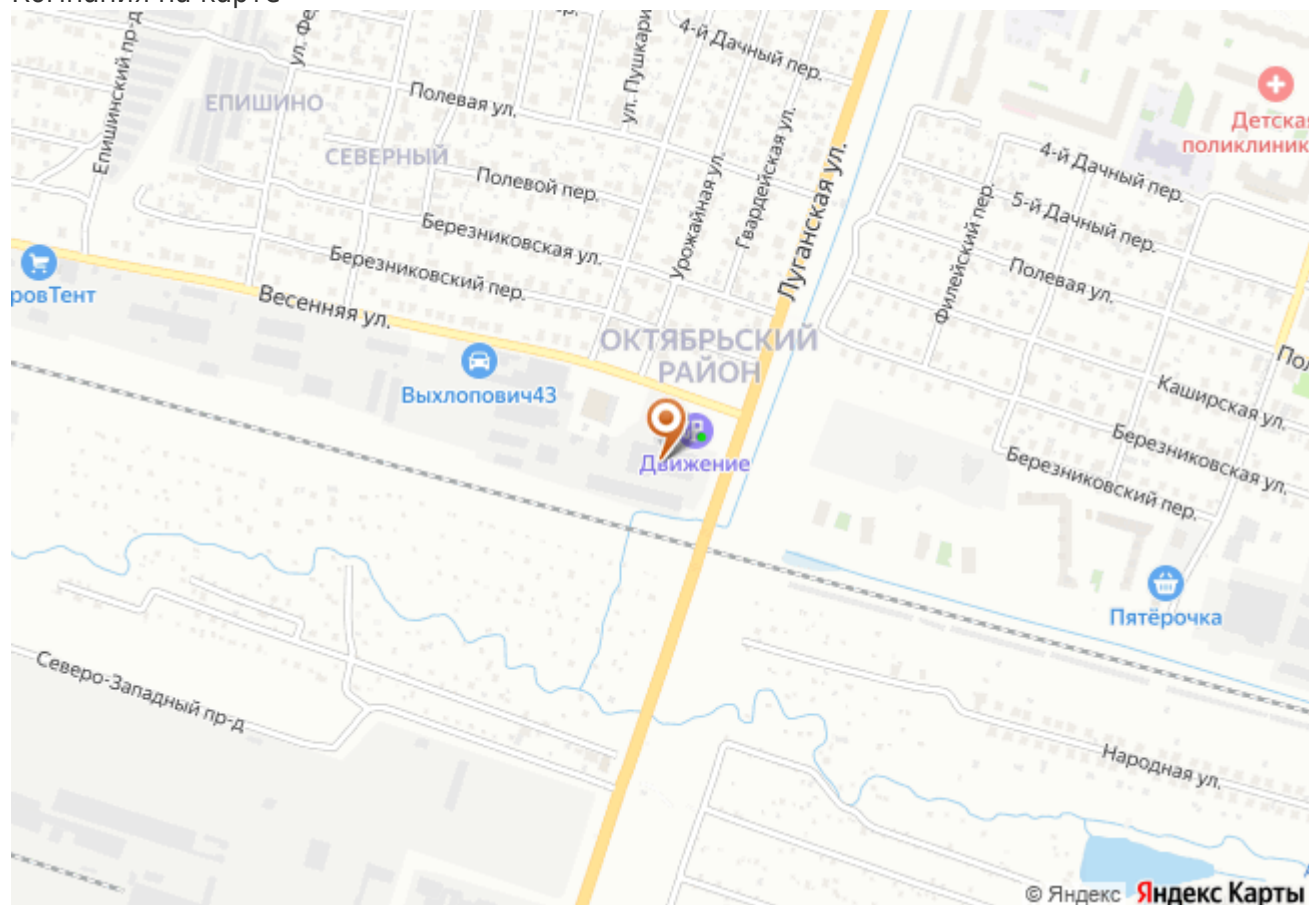 Компания на карте
4-й Дачный пер.
ул. Пушкари
ул. Фе
Епишинский пр-д
ЕПИШИНО
Полевая ул.
Детская
поликлиник
СЕВЕРНЫЙ
Полевой пер.
Гвардейская ул.
Урожайная ул.
Луганская ул.
4-й Дачный пер.
5-й Дачный пер.
Филейский пер.
Березниковская ул.
Березниковский пер.
Полевая ул.
ровТент
Весенняя ул.
ОКТЯБРЬСКИЙ
РАЙОН
Пол
Выхлопович43
Каширская ул.
Движение
Березниковская ул.
Березниковский пер.
Пятёрочка
Северо-Западный пр-д
Народная ул.
© Яндекс Яндекс Карты